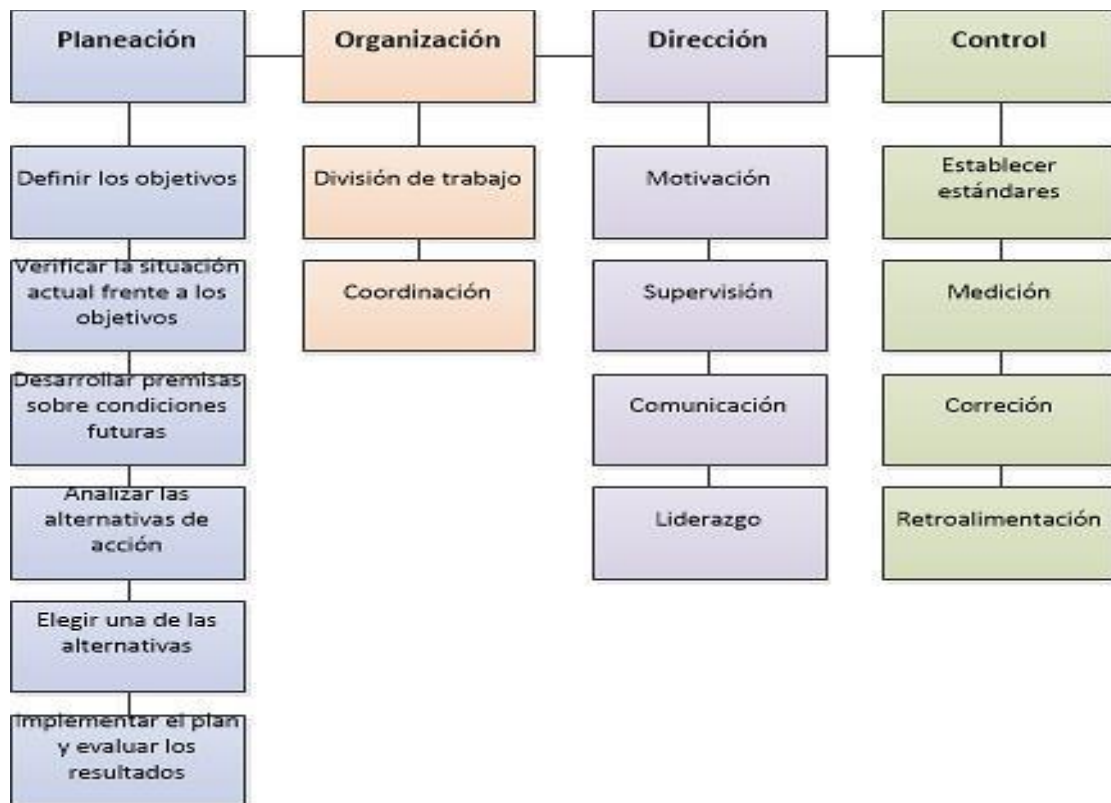 Planeación
Definir los objetivos
Verificar la situación
actual frente a los
objetivos
Desarrollar premisas
sobre condiciones
futuras
Analizar las
alternativas de
acción
Elegir una de las
alternativas
Implementar el plan
y evaluar los
resultados
Organización
División de trabajo
Coordinación
Dirección
Motivación
Supervisión
Comunicación
Liderazgo
Control
Establecer
estándares
Medición
Correción
Retroalimentación